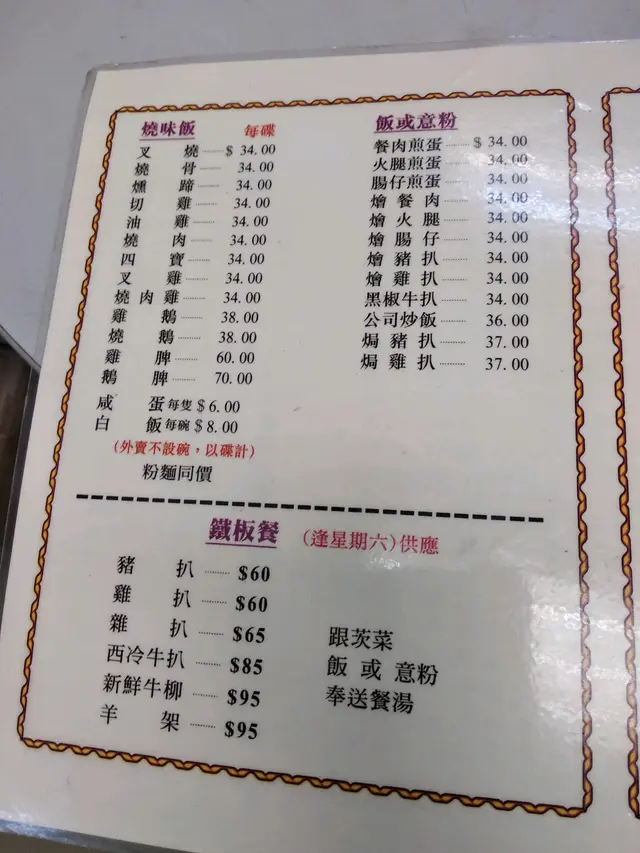 燒味飯 每碟
叉燒 $ 34.00
燒骨 34.00
燻蹄 34.00
切雞 34.00
油雞 34.00
燒肉 34.00
四寶 34.00
叉雞 34.00
燒肉雞 34.00
雞鵝 38.00
燒鵝 38.00
雞脾 60.00
鵝脾 70.00
咸蛋每隻 $ 6.00
白飯每碗 $ 8.00
(外賣不設碗，以碟計)
粉麵同價
飯或意粉
餐肉煎蛋 $ 34.00
火腿煎蛋 34.00
腸仔煎蛋 34.00
燴餐肉 34.00
燴火腿 34.00
燴腸仔 34.00
燴豬扒 34.00
燴雞扒 34.00
黑椒牛扒 34.00
公司炒飯 36.00
焗豬扒 37.00
焗雞扒 37.00
鐵板餐 (逢星期六)供應
豬扒 $60
雞扒 $60
雜扒 $65
西冷牛扒 $85
新鮮牛柳 $95
羊架 $95
跟茨菜
飯或意粉
奉送餐湯